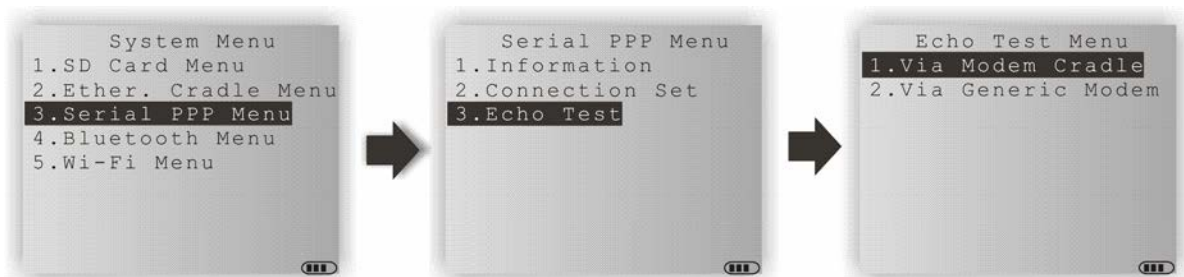 System Menu
1.SD Card Menu
2.Ether. Cradle Menu
3.Serial PPP Menu
4.Bluetooth Menu
5.Wi-Fi Menu
Serial PPP Menu
1.Information
2.Connection Set
3.Echo Test
Echo Test Menu
1.Via Modem Cradle
2.Via Generic Modem